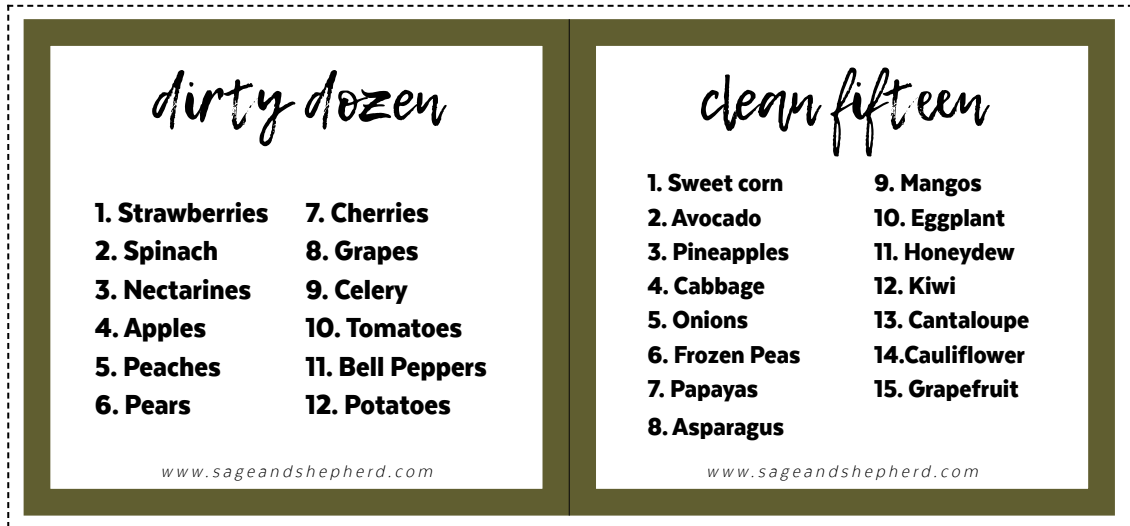 dirty dozen
1. Strawberries
2. Spinach
3. Nectarines
4. Apples
5. Peaches
6. Pears
7. Cherries
8. Grapes
9. Celery
10. Tomatoes
11. Bell Peppers
12. Potatoes
www.sageandshepherd.com
clean fifteen
1. Sweet corn
2. Avocado
3. Pineapples
4. Cabbage
5. Onions
6. Frozen Peas
7. Papayas
8. Asparagus
9. Mangos
10. Eggplant
11. Honeydew
12. Kiwi
13. Cantaloupe
14.Cauliflower
15. Grapefruit
www.sageandshepherd.com